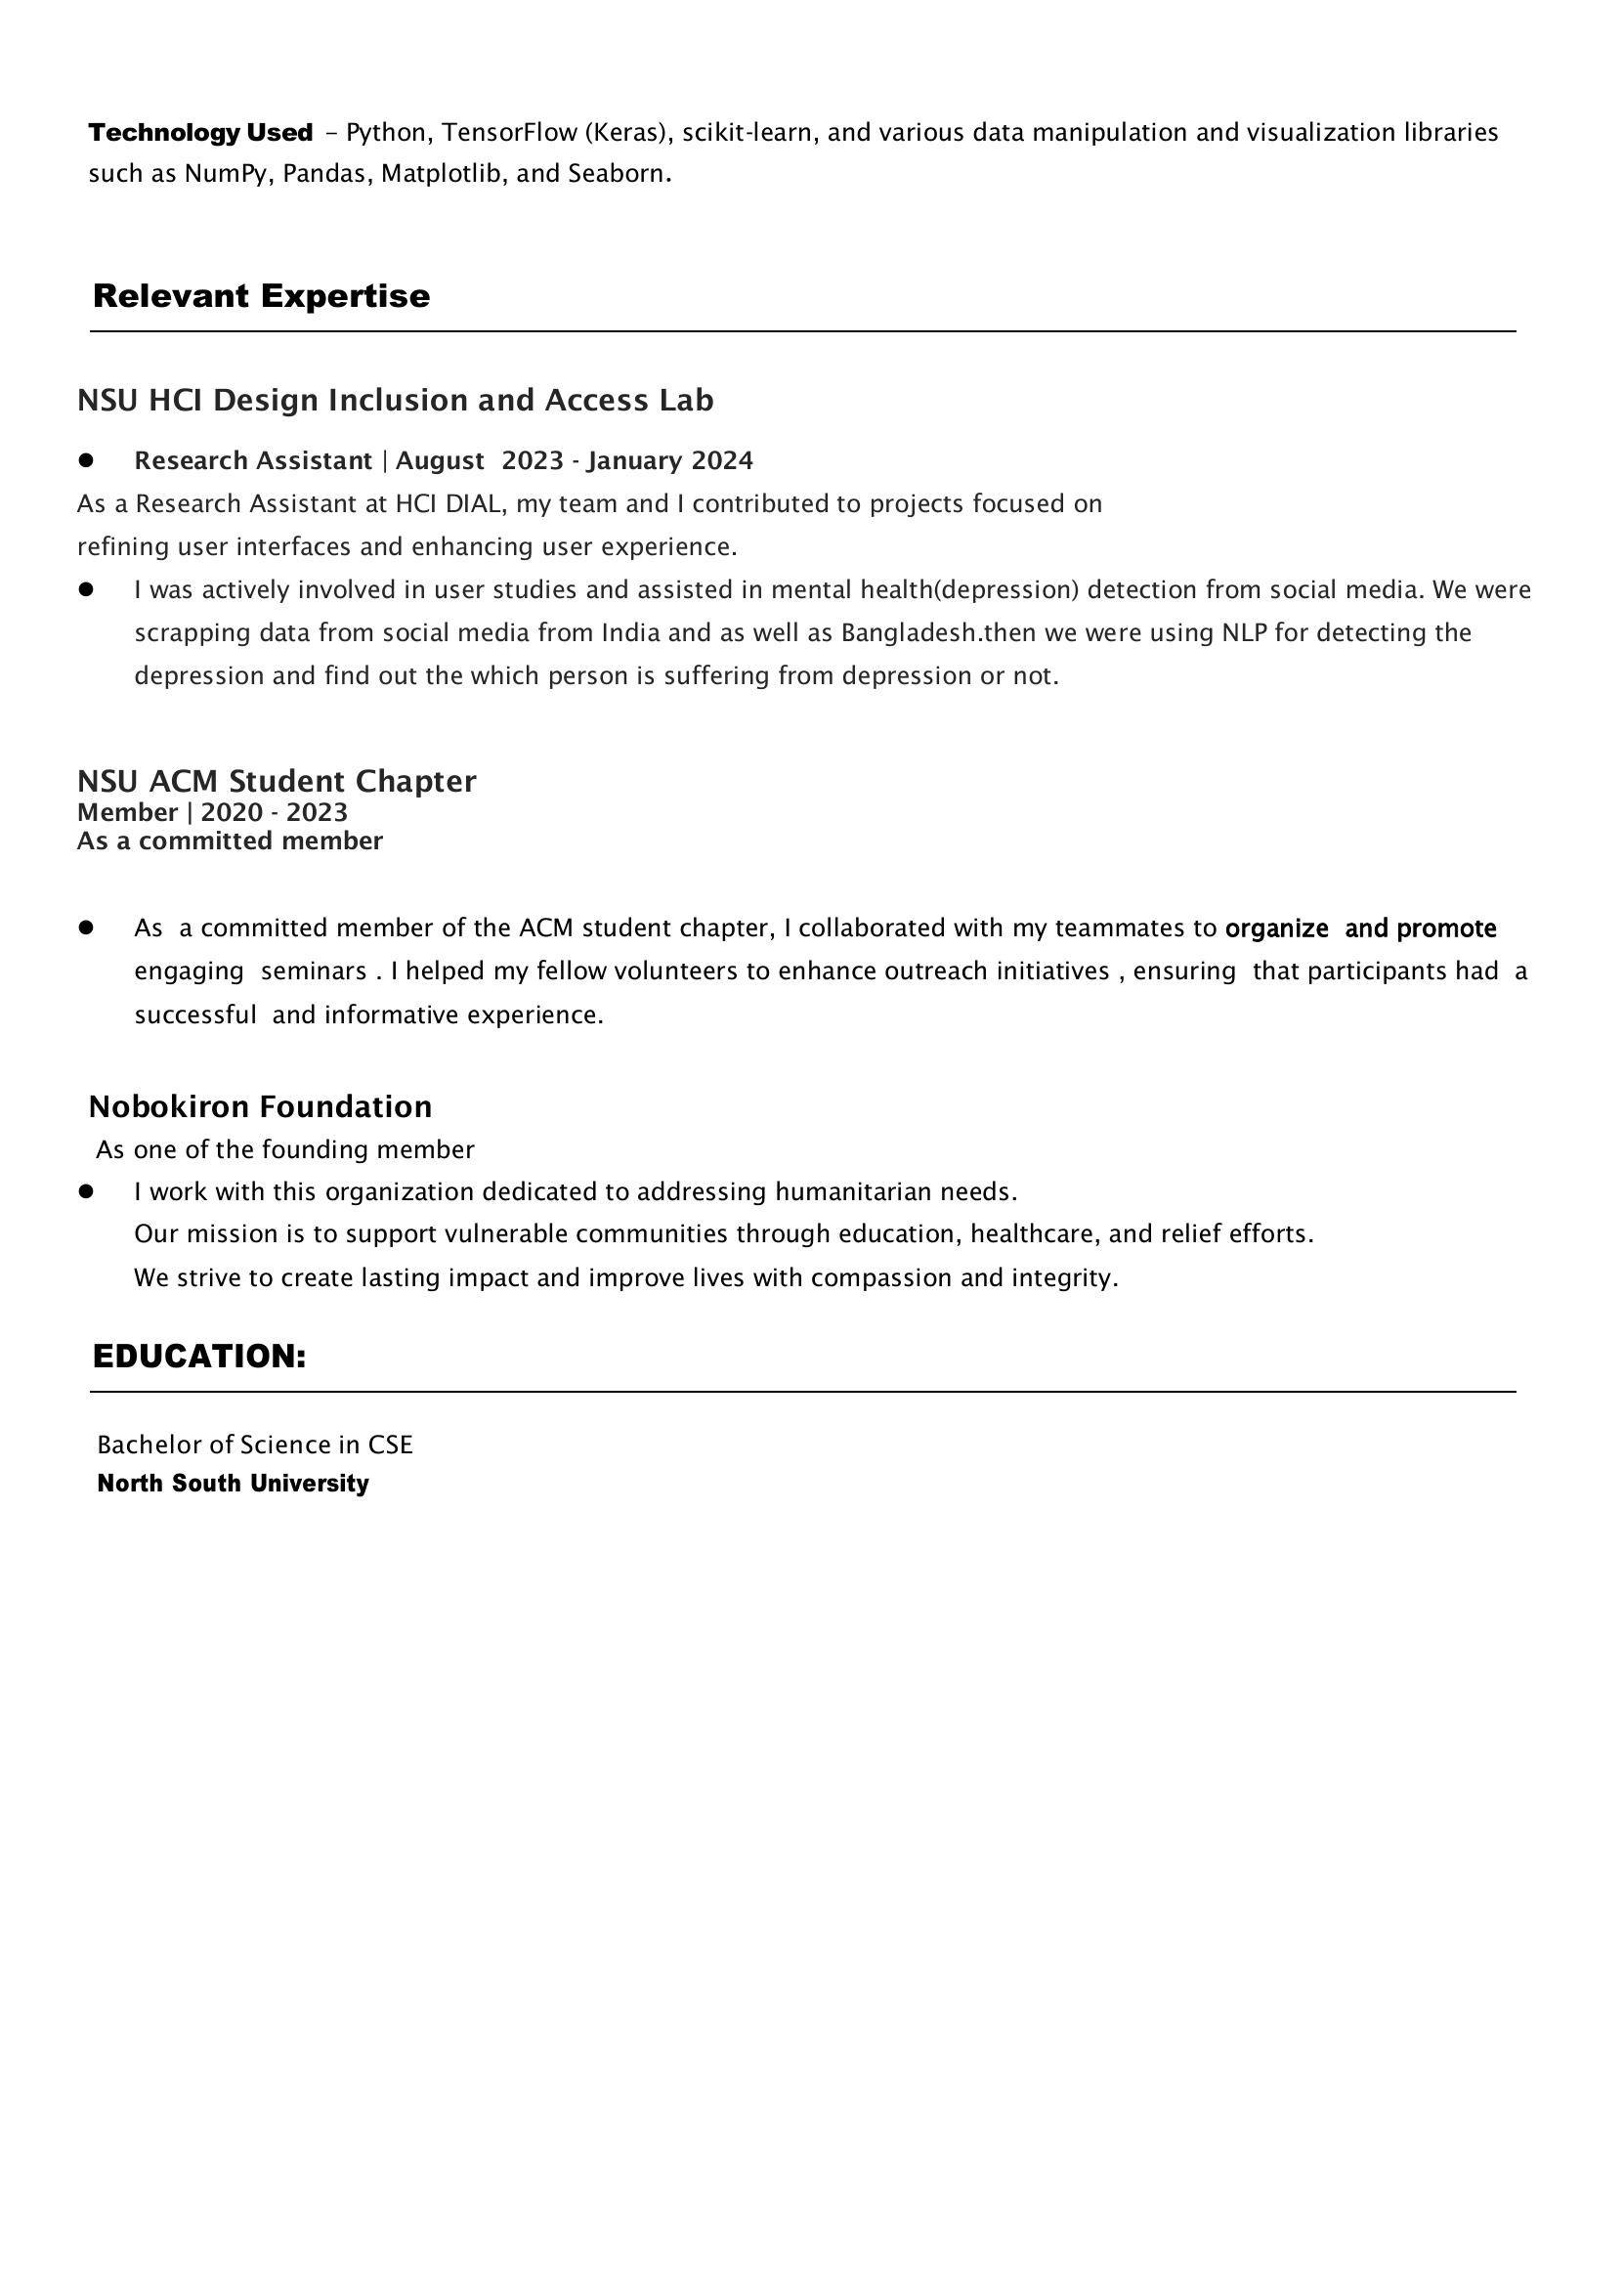 Technology Used – Python, TensorFlow (Keras), scikit-learn, and various data manipulation and visualization libraries
such as NumPy, Pandas, Matplotlib, and Seaborn.
Relevant Expertise
NSU HCI Design Inclusion and Access Lab
● Research Assistant | August 2023 - January 2024
As a Research Assistant at HCI DIAL, my team and I contributed to projects focused on
refining user interfaces and enhancing user experience.
● I was actively involved in user studies and assisted in mental health(depression) detection from social media. We were
scrapping data from social media from India and as well as Bangladesh.then we were using NLP for detecting the
depression and find out the which person is suffering from depression or not.
NSU ACM Student Chapter
Member | 2020 - 2023
As a committed member
● As a committed member of the ACM student chapter, I collaborated with my teammates to organize and promote
engaging seminars . I helped my fellow volunteers to enhance outreach initiatives , ensuring that participants had a
successful and informative experience.
Nobokiron Foundation
As one of the founding member
● I work with this organization dedicated to addressing humanitarian needs.
Our mission is to support vulnerable communities through education, healthcare, and relief efforts.
We strive to create lasting impact and improve lives with compassion and integrity.
EDUCATION:
Bachelor of Science in CSE
North South University